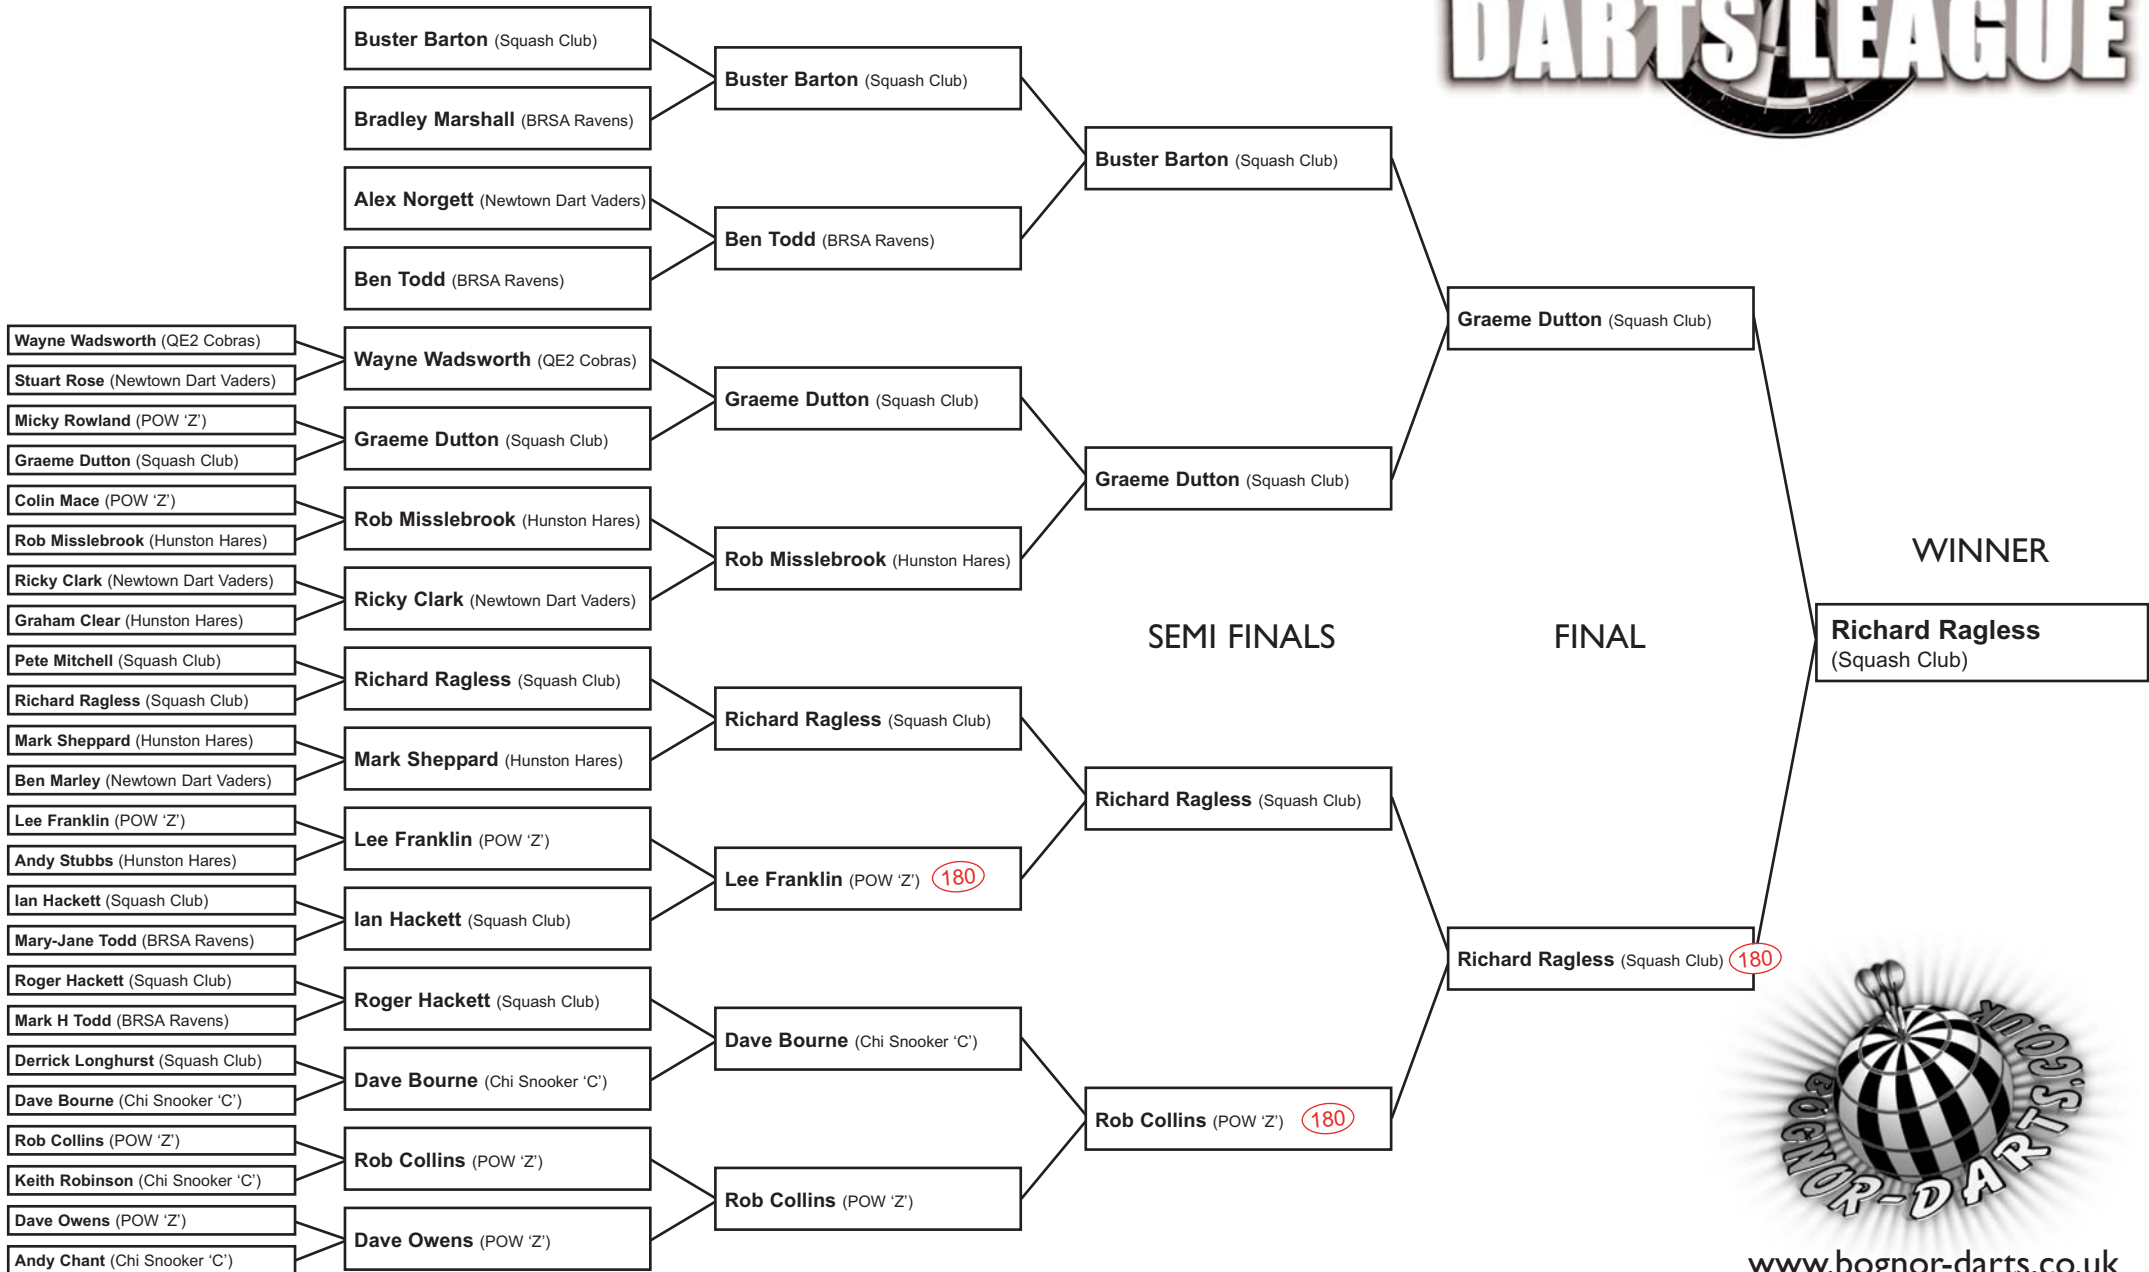 DARTS LEAGUE
Wayne Wadsworth (QE2 Cobras)
Stuart Rose (Newtown Dart Vaders)
Micky Rowland (POW ‘Z’)
Graeme Dutton (Squash Club)
Colin Mace (POW ‘Z’)
Rob Misslebrook (Hunston Hares)
Ricky Clark (Newtown Dart Vaders)
Graham Clear (Hunston Hares)
Pete Mitchell (Squash Club)
Richard Ragless (Squash Club)
Mark Sheppard (Hunston Hares)
Ben Marley (Newtown Dart Vaders)
Lee Franklin (POW ‘Z’)
Andy Stubbs (Hunston Hares)
Ian Hackett (Squash Club)
Mary-Jane Todd (BRSA Ravens)
Roger Hackett (Squash Club)
Mark H Todd (BRSA Ravens)
Derrick Longhurst (Squash Club)
Dave Bourne (Chi Snooker ‘C’)
Rob Collins (POW ‘Z’)
Keith Robinson (Chi Snooker ‘C’)
Dave Owens (POW ‘Z’)
Andy Chant (Chi Snooker ‘C’)
Buster Barton (Squash Club)
Bradley Marshall (BRSA Ravens)
Alex Norgett (Newtown Dart Vaders)
Ben Todd (BRSA Ravens)
Wayne Wadsworth (QE2 Cobras)
Graeme Dutton (Squash Club)
Rob Misslebrook (Hunston Hares)
Ricky Clark (Newtown Dart Vaders)
Richard Ragless (Squash Club)
Mark Sheppard (Hunston Hares)
Lee Franklin (POW ‘Z’)
Ian Hackett (Squash Club)
Roger Hackett (Squash Club)
Dave Bourne (Chi Snooker ‘C’)
Rob Collins (POW ‘Z’)
Dave Owens (POW ‘Z’)
Buster Barton (Squash Club)
Ben Todd (BRSA Ravens)
Graeme Dutton (Squash Club)
Rob Misslebrook (Hunston Hares)
Richard Ragless (Squash Club)
Lee Franklin (POW ‘Z’) 180
Dave Bourne (Chi Snooker ‘C’)
Rob Collins (POW ‘Z’)
Buster Barton (Squash Club)
Graeme Dutton (Squash Club)
SEMI FINALS
Richard Ragless (Squash Club)
Rob Collins (POW ‘Z’) 180
Graeme Dutton (Squash Club)
FINAL
Richard Ragless (Squash Club) 180
WINNER
Richard Ragless
(Squash Club)
BOGNOR-DARTS.CO.UK
www.bognor-darts.co.uk